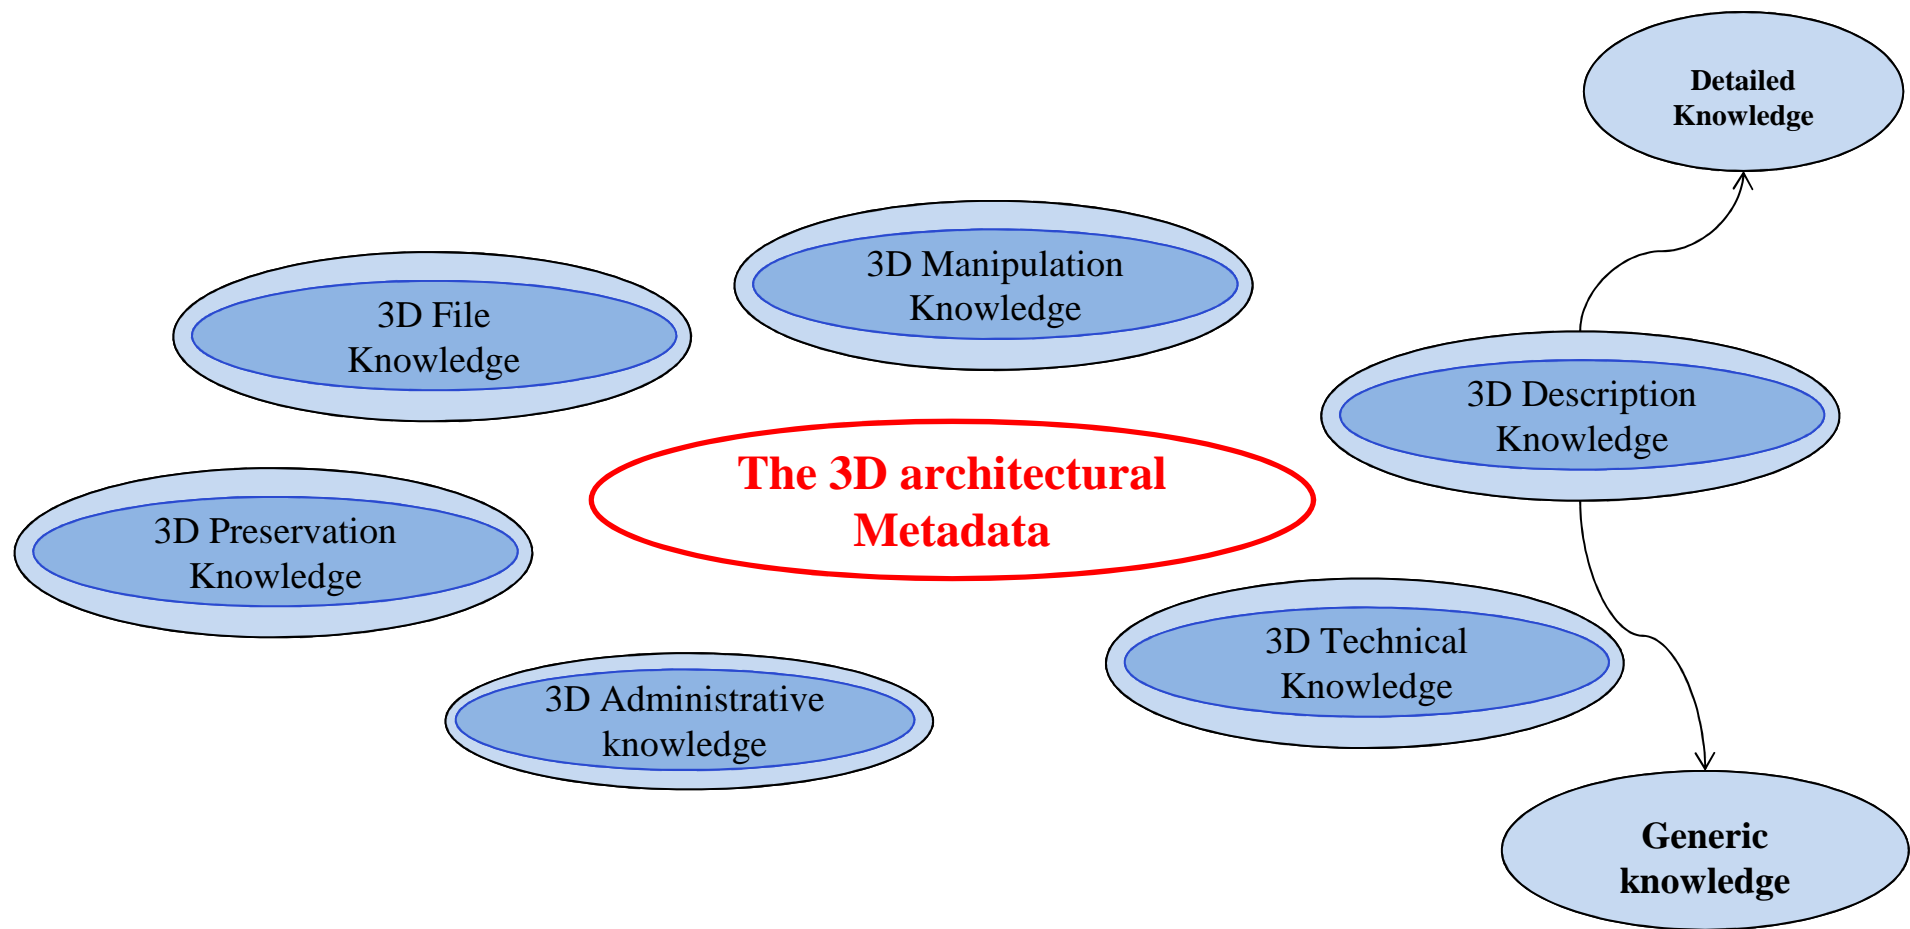 Detailed
Knowledge
3D Manipulation
Knowledge
3D File
Knowledge
3D Description
Knowledge
The 3D architectural
Metadata
3D Preservation
Knowledge
3D Technical
Knowledge
3D Administrative
knowledge
Generic
knowledge